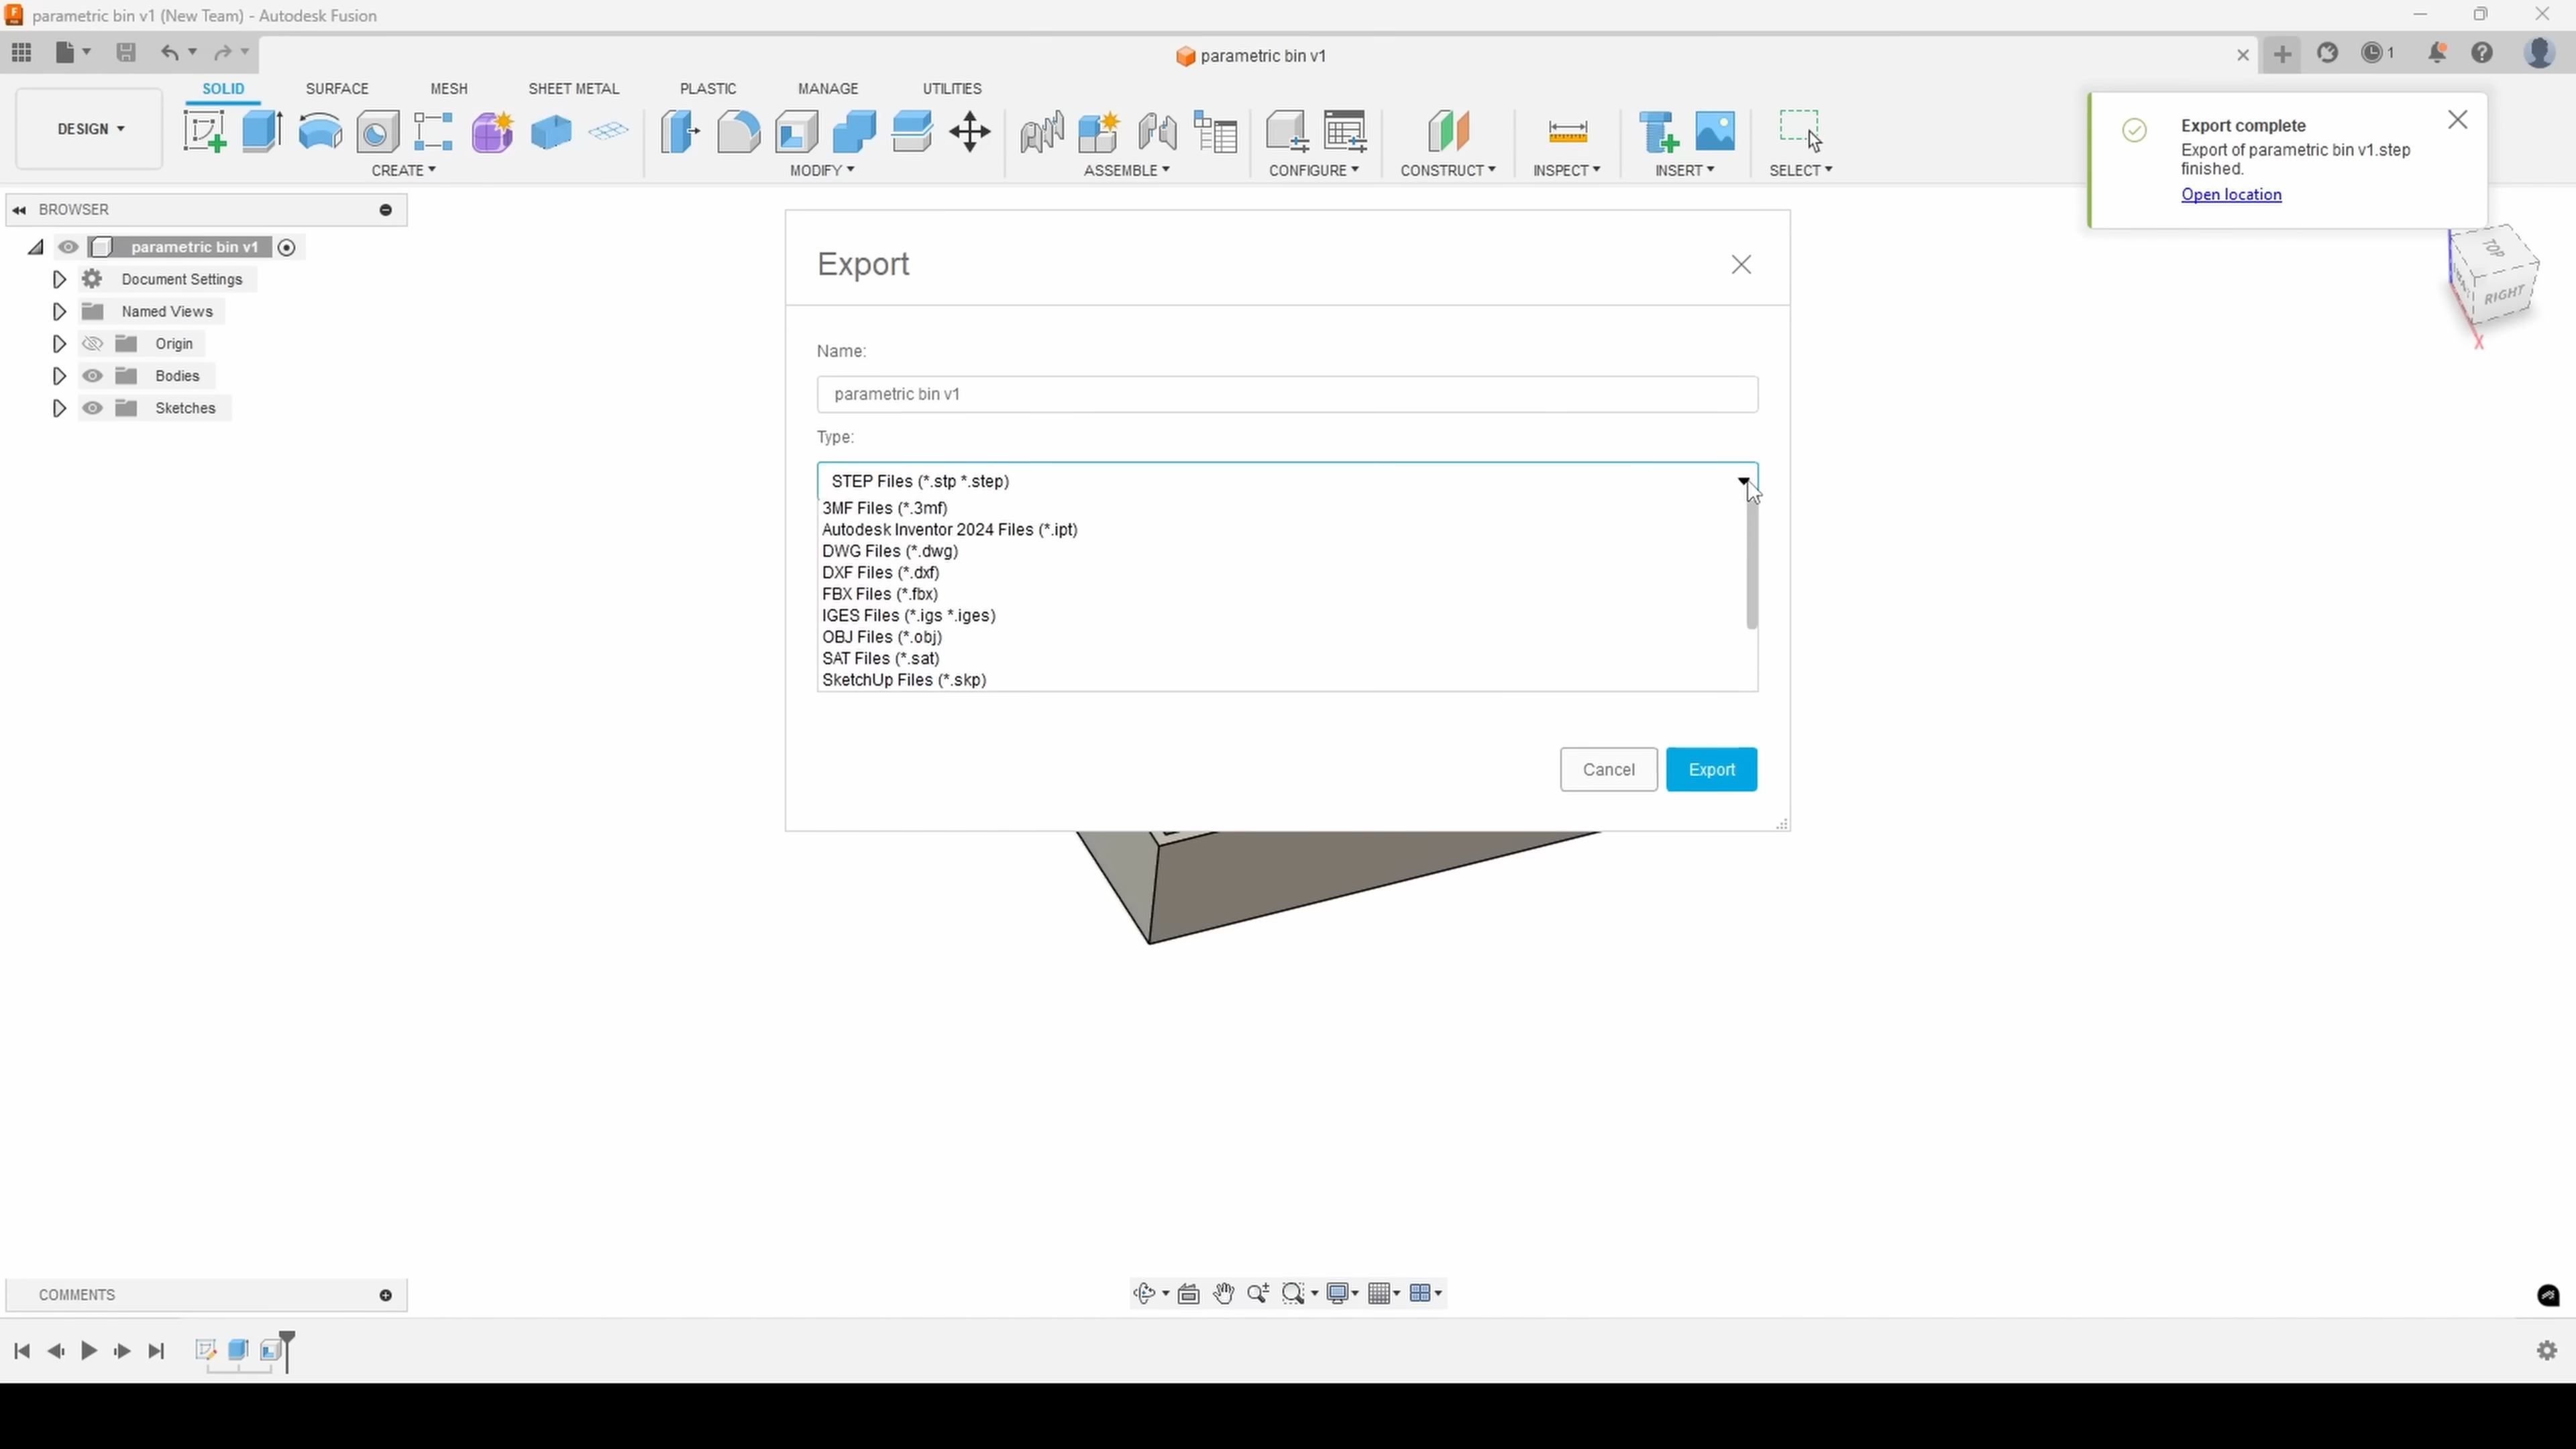 parametric bin v1 (New Team) - Autodesk Fusion
parametric bin v1
1
SOLID
SURFACE
MESH
SHEET METAL
PLASTIC
MANAGE
UTILITIES
DESIGN
CREATE
MODIFY
ASSEMBLE
CONFIGURE
CONSTRUCT
INSPECT
INSERT
SELECT
Export complete
Export of parametric bin v1.step
finished.
Open location
TOP
RIGHT
X
BROWSER
parametric bin v1
Document Settings
Named Views
Origin
Bodies
Sketches
Export
Name:
parametric bin v1
Type:
STEP Files (*.stp *.step)
3MF Files (*.3mf)
Autodesk Inventor 2024 Files (*.ipt)
DWG Files (*.dwg)
DXF Files (*.dxf)
FBX Files (*.fbx)
IGES Files (*.igs *.iges)
OBJ Files (*.obj)
SAT Files (*.sat)
SketchUp Files (*.skp)
Cancel
Export
COMMENTS